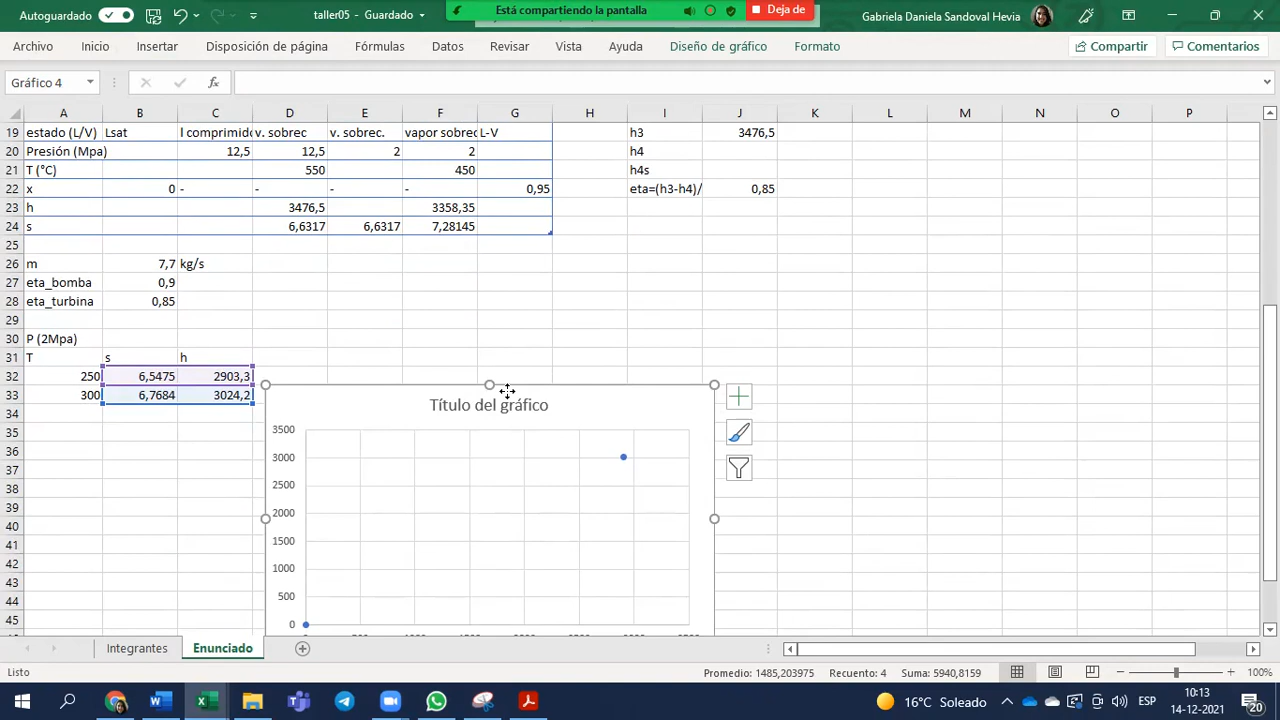 Autoguardado
taller05 - Guardado
Está compartiendo la pantalla
Deja de
Gabriela Daniela Sandoval Hevia
Archivo Inicio Insertar Disposición de página Fórmulas Datos Revisar Vista Ayuda Diseño de gráfico Formato Compartir Comentarios
Gráfico 4
A B C D E F G H I J K L M N O P
19 estado (L/V) Lsat l comprimido v. sobrec v. sobrec. vapor sobrec L-V h3 3476,5
20 Presión (Mpa) 12,5 12,5 2 2 h4
21 T (°C) 550 450 h4s
22 x 0 - - - - 0,95 eta=(h3-h4)/ 0,85
23 h 3476,5 3358,35
24 s 6,6317 6,6317 7,28145
25
26 m 7,7 kg/s
27 eta_bomba 0,9
28 eta_turbina 0,85
29
30 P (2Mpa)
31 T s h
32 250 6,5475 2903,3
33 300 6,7684 3024,2
34
35
36
37
38
39
40
41
42
43
44
45
Título del gráfico
3500
3000
2500
2000
1500
1000
500
0
Integrantes Enunciado
Listo
Promedio: 1485,203975 Recuento: 4 Suma: 5940,8159 100%
16°C Soleado
ESP
10:13
14-12-2021
20